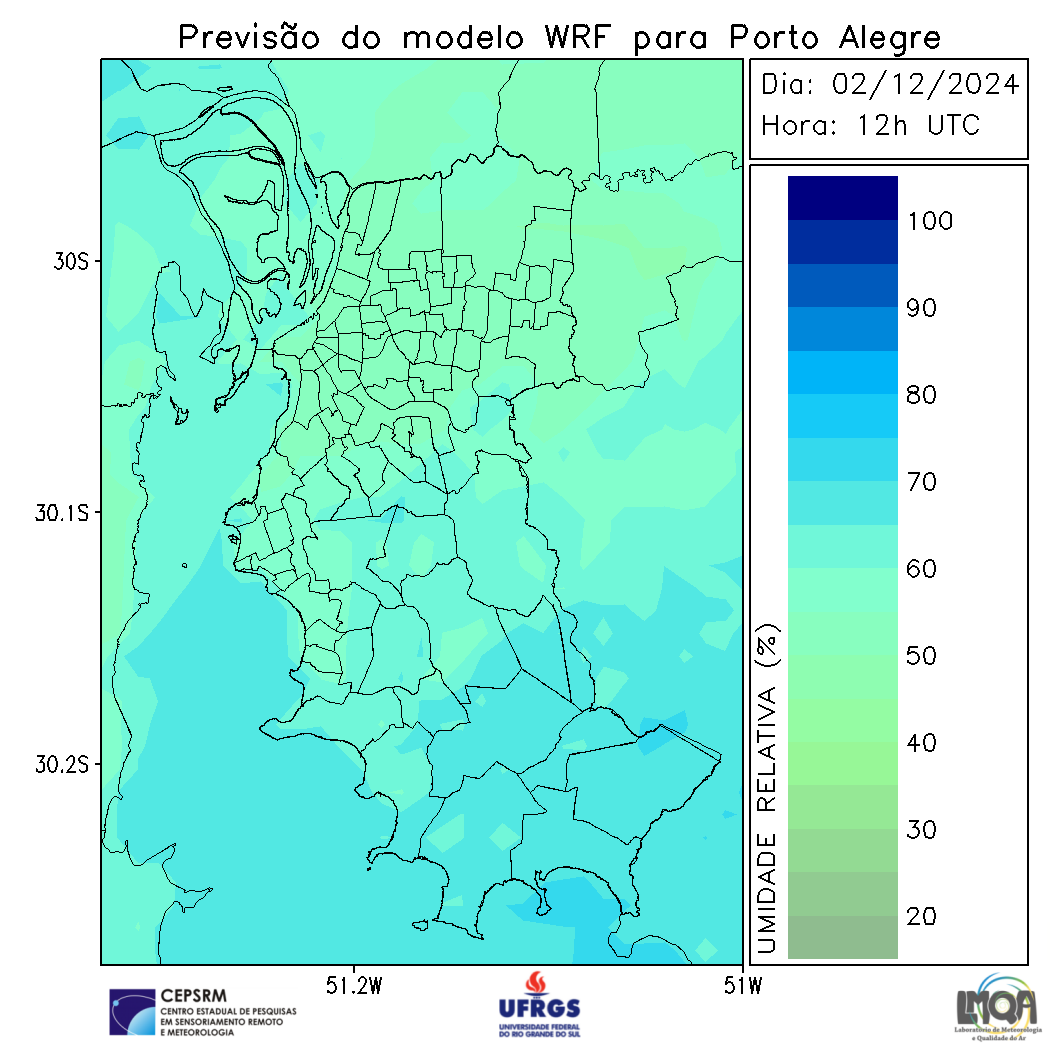 Previsão do modelo WRF para Porto Alegre
Dia: 02/12/2024
Hora: 12h UTC
100
90
80
70
60
50
40
30
20
UMIDADE RELATIVA (%)
30S
30.1S
30.2S
51.2W
51W
CEPSRM
CENTRO ESTADUAL DE PESQUISAS
EM SENSORIAMENTO REMOTO
E METEOROLOGIA
UFRGS
UNIVERSIDADE FEDERAL
DO RIO GRANDE DO SUL
LMQA
Laboratório de Meteorologia
e Qualidade do Ar